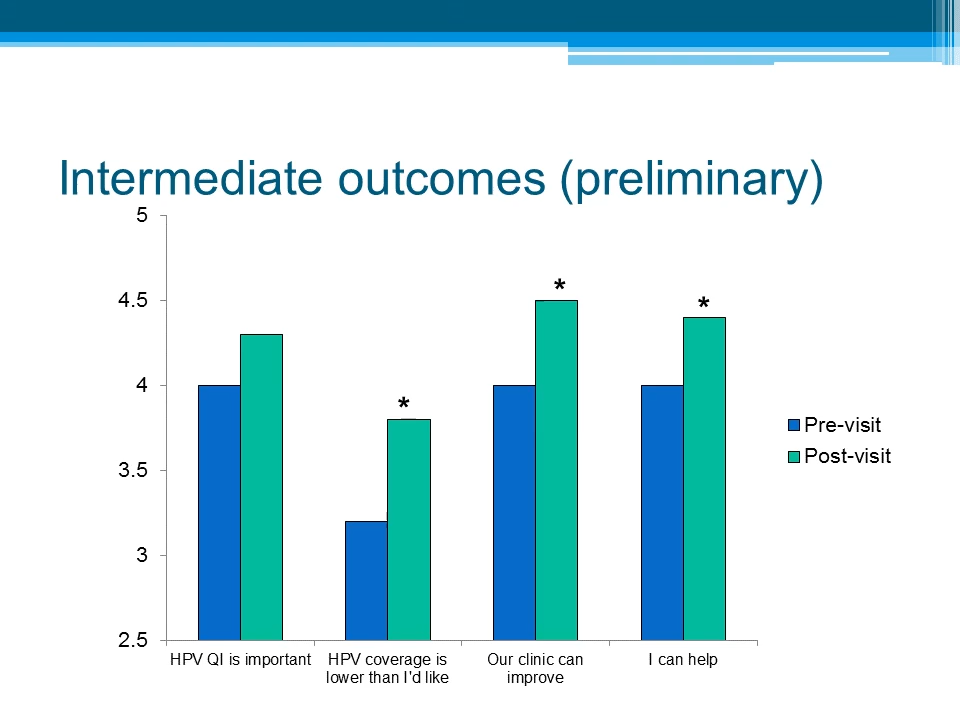 Intermediate outcomes (preliminary)
5
4.5
4
3.5
3
2.5
*
*
*
HPV QI is important
HPV coverage is
lower than I'd like
Our clinic can
improve
I can help
Pre-visit
Post-visit